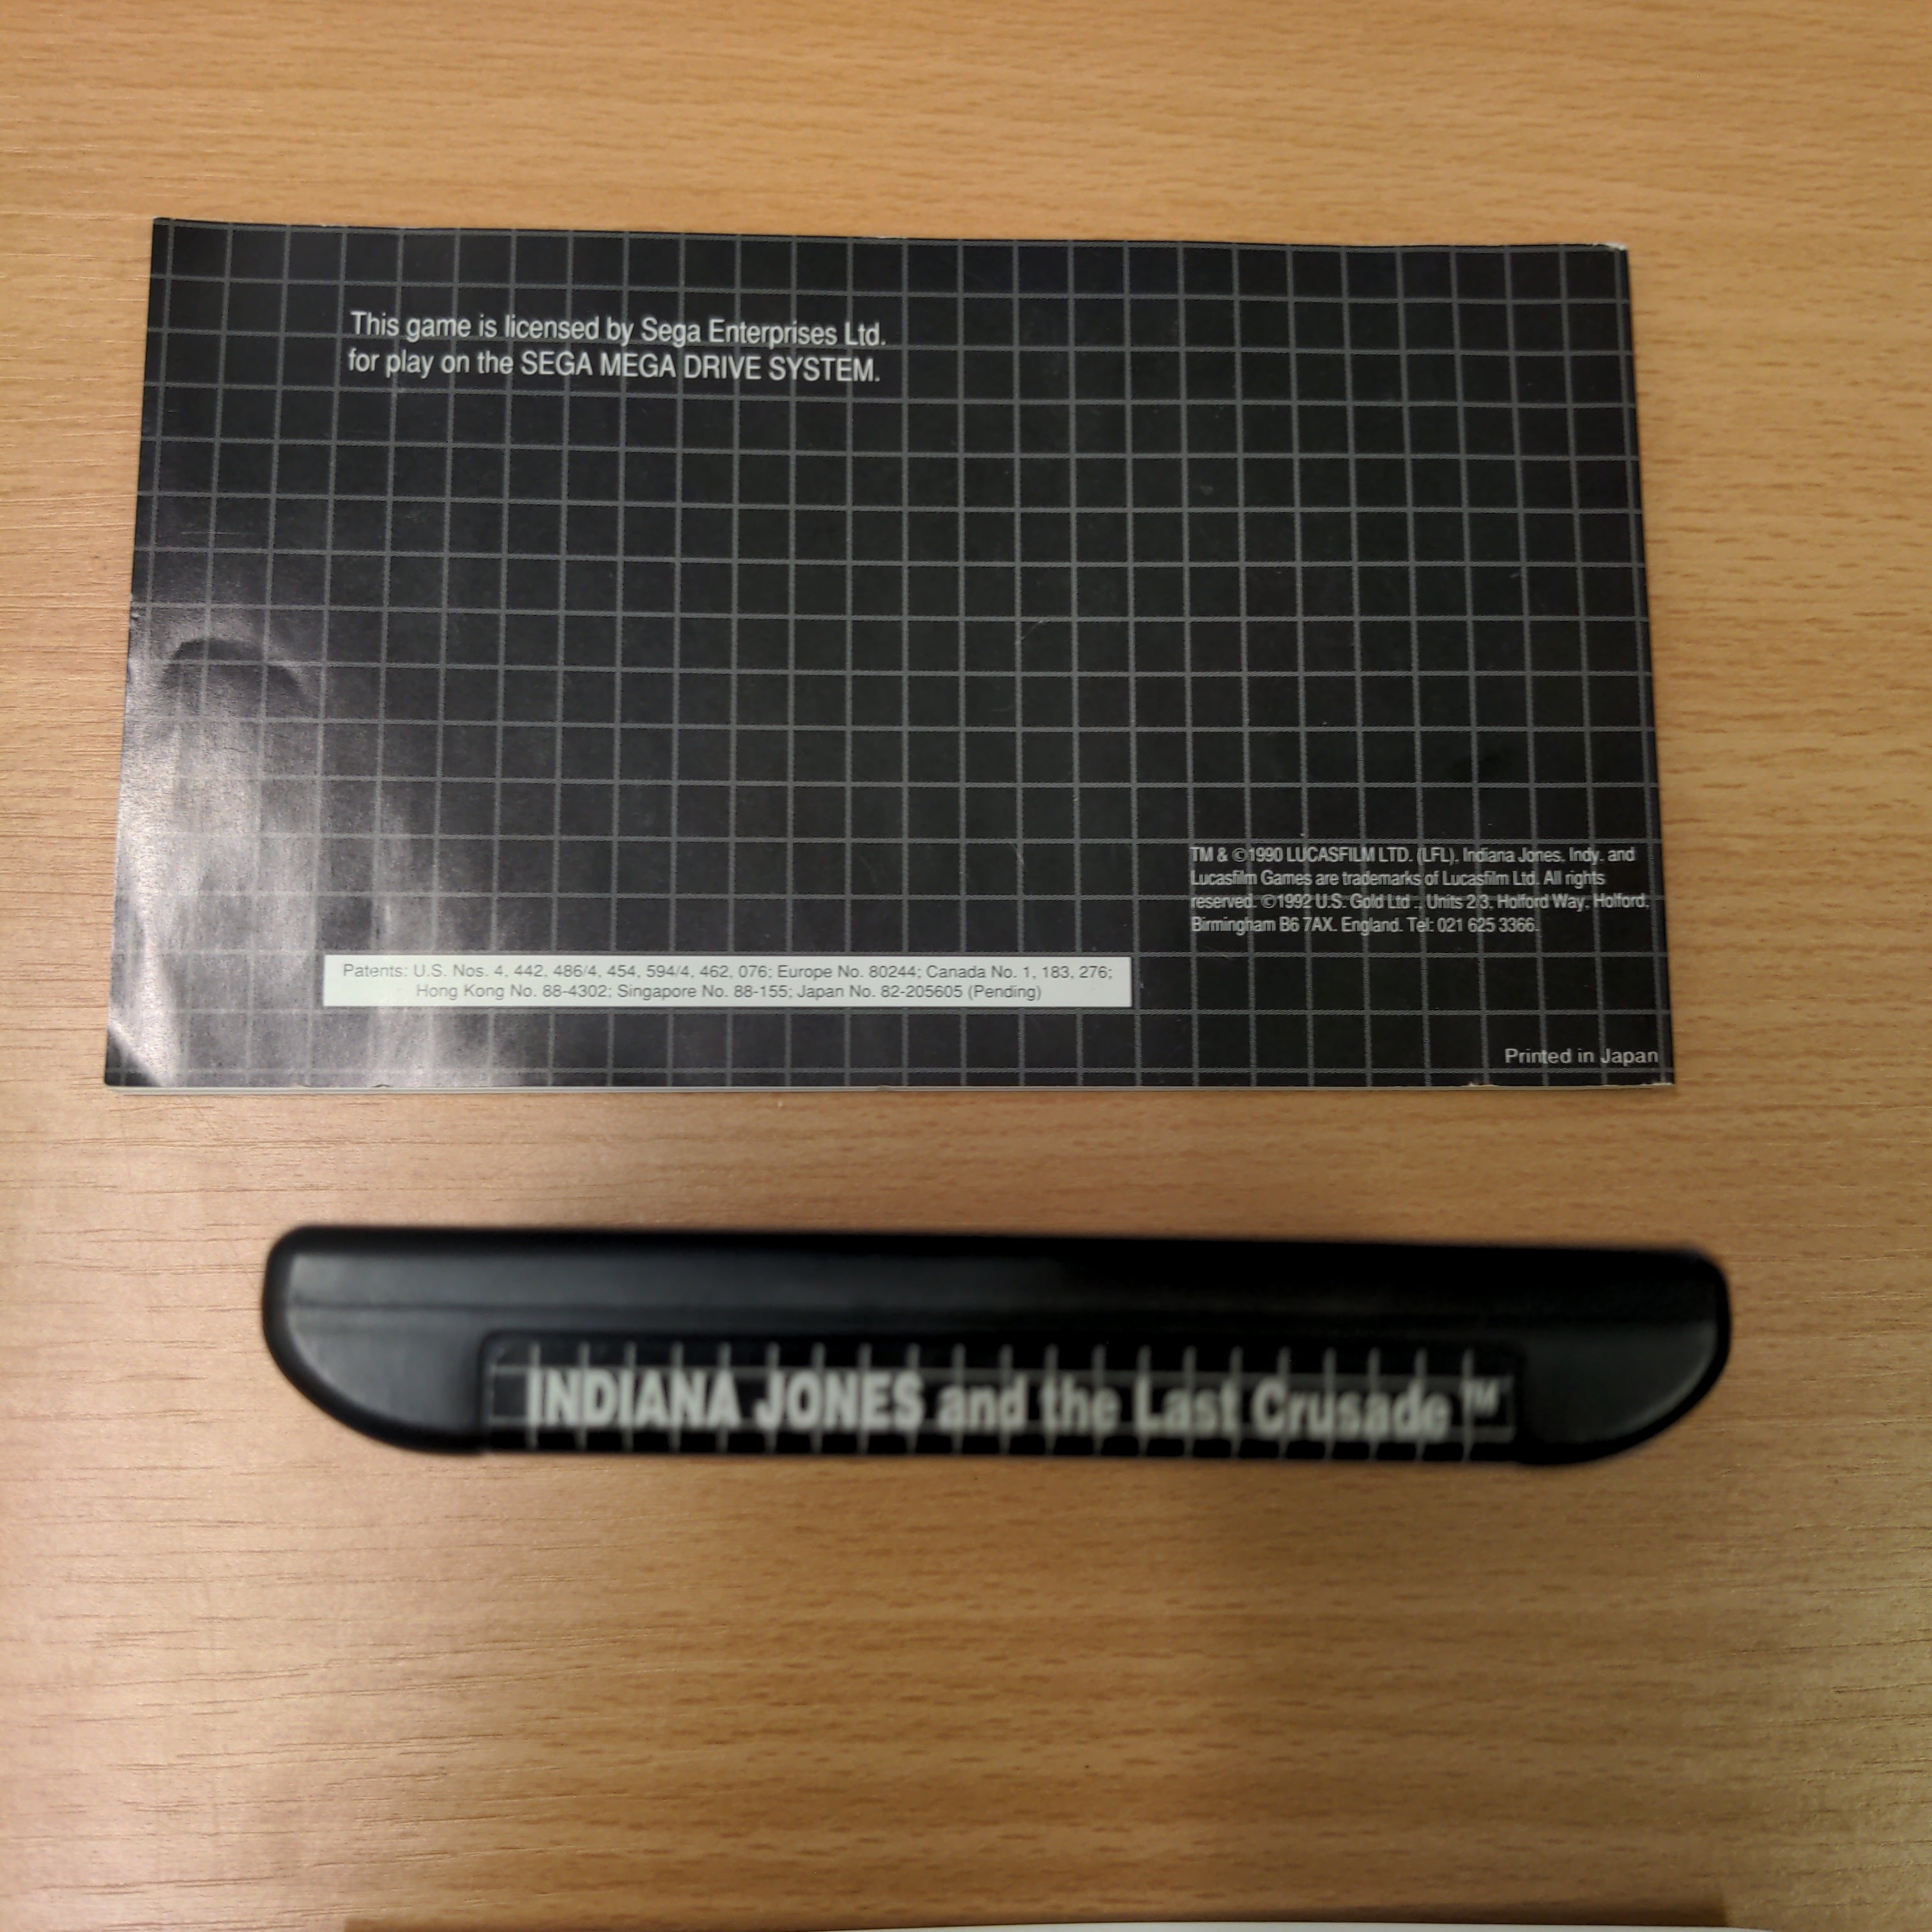 This game is licensed by Sega Enterprises Ltd.
for play on the SEGA MEGA DRIVE SYSTEM.
TM & ©1990 LUCASFILM LTD. (LFL), Indiana Jones, Indy, and
Lucasfilm Games are trademarks of Lucasfilm Ltd. All rights
reserved. ©1992 U.S. Gold Ltd ., Units 2/3, Holford Way, Holford,
Birmingham B6 7AX. England. Tel: 021 625 3366.
Patents: U.S. Nos. 4, 442, 486/4, 454, 594/4, 462, 076; Europe No. 80244; Canada No. 1, 183, 276;
Hong Kong No. 88-4302; Singapore No. 88-155; Japan No. 82-205605 (Pending)
Printed in Japan
INDIANA JONES and the Last Crusade™